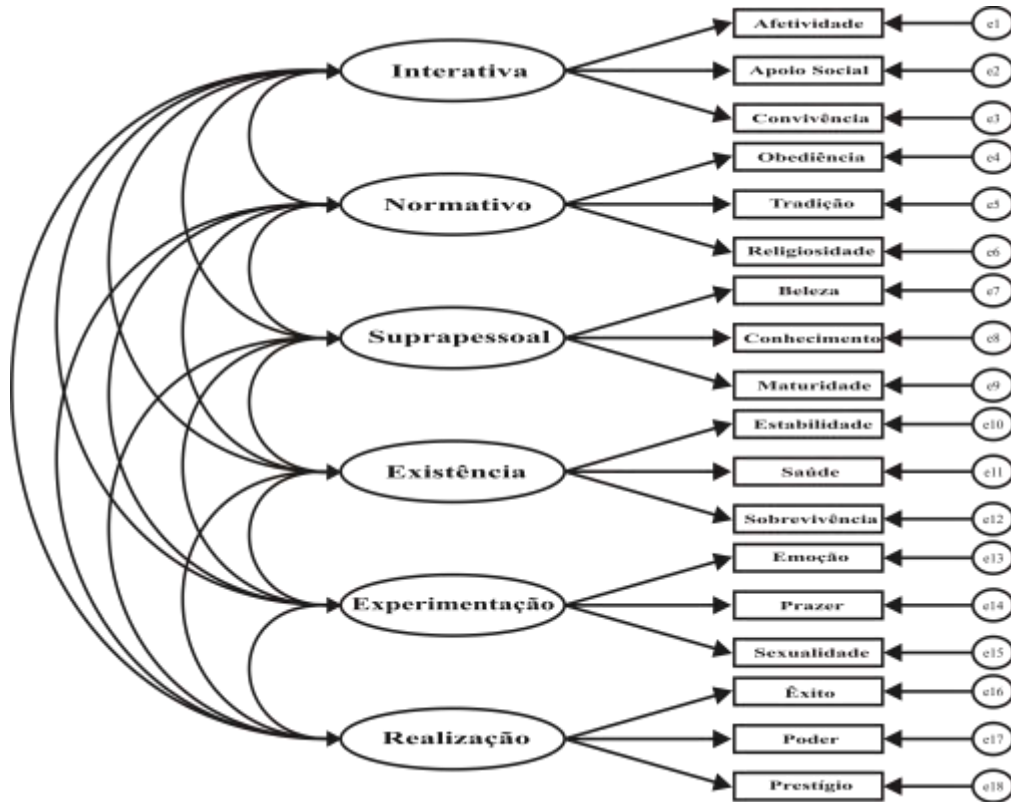 Interativa
Afetividade
e1
Apoio Social
e2
Convivência
e3
Normativo
Obediência
e4
Tradição
e5
Religiosidade
e6
Suprapessoal
Beleza
e7
Conhecimento
e8
Maturidade
e9
Existência
Estabilidade
e10
Saúde
e11
Sobrevivência
e12
Experimentação
Emoção
e13
Prazer
e14
Sexualidade
e15
Realização
Êxito
e16
Poder
e17
Prestígio
e18